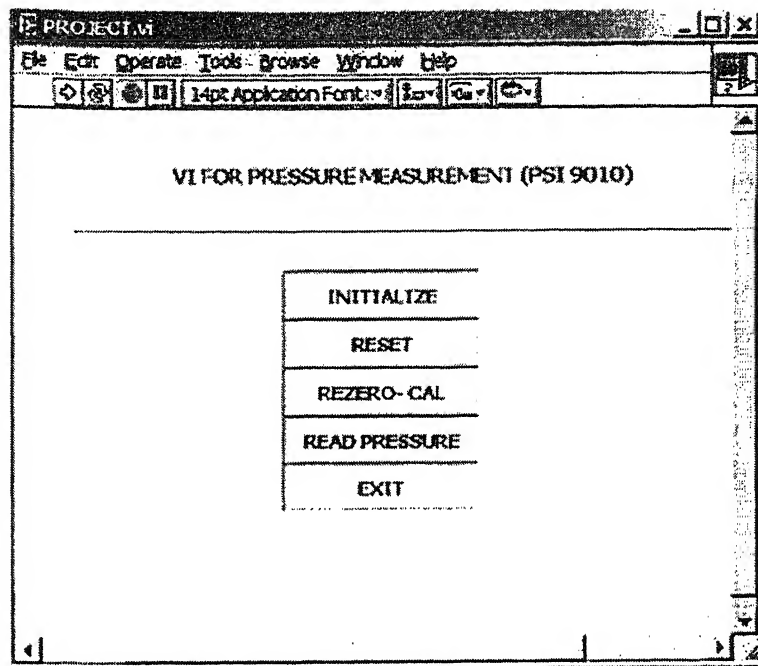 PROJECT.vi
File Edit Operate Tools Browse Window Help
14pt Application Font
2
VI FOR PRESSURE MEASUREMENT (PSI 9010)
INITIALIZE
RESET
REZERO-CAL
READ PRESSURE
EXIT